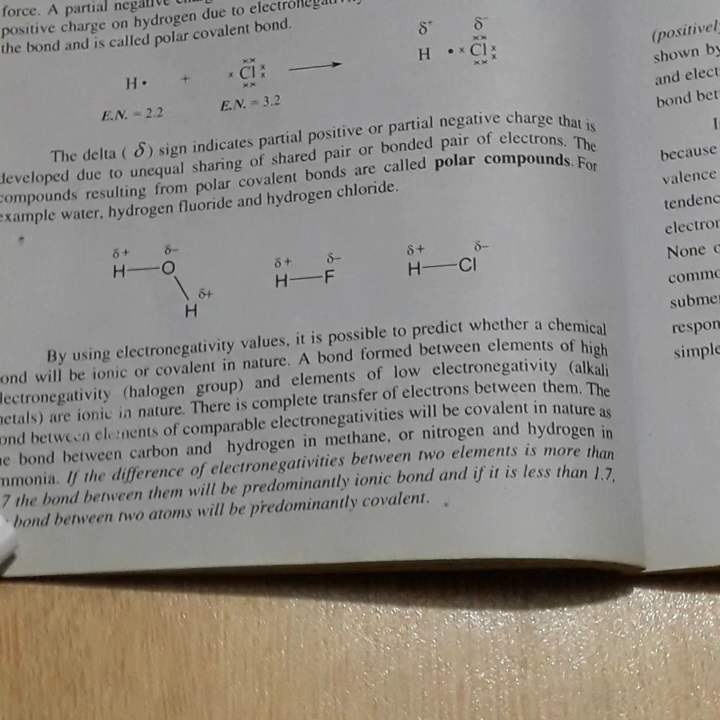 force. A partial negative
positive charge on hydrogen due to
the bond and is called polar covalent bond.
δ⁺ δ⁻
H • + ×Cl×× → H •×Cl××
E.N. = 2.2 E.N. = 3.2
The delta ( δ ) sign indicates partial positive or partial negative charge that is
developed due to unequal sharing of shared pair or bonded pair of electrons. The
compounds resulting from polar covalent bonds are called polar compounds. For
example water, hydrogen fluoride and hydrogen chloride.
δ+ δ– δ+ δ– δ+ δ–
H—O H—F H—Cl
δ+
H
By using electronegativity values, it is possible to predict whether a chemical
ond will be ionic or covalent in nature. A bond formed between elements of high
lectronegativity (halogen group) and elements of low electronegativity (alkali
netals) are ionic in nature. There is complete transfer of electrons between them. The
ond between elements of comparable electronegativities will be covalent in nature as
e bond between carbon and hydrogen in methane, or nitrogen and hydrogen in
mmonia. If the difference of electronegativities between two elements is more than
7 the bond between them will be predominantly ionic bond and if it is less than 1.7,
bond between two atoms will be predominantly covalent.
(positivel
shown by
and elect
bond bet
I
because
valence
tendenc
electror
None
comm
subme
respon
simple